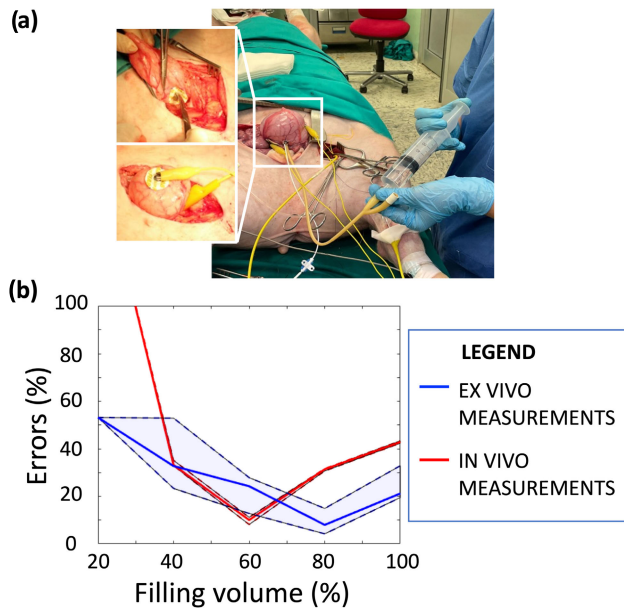 (a)
(b)
100
80
60
40
20
0
Errors (%)
20
40
60
80
100
Filling volume (%)
LEGEND
EX VIVO
MEASUREMENTS
IN VIVO
MEASUREMENTS